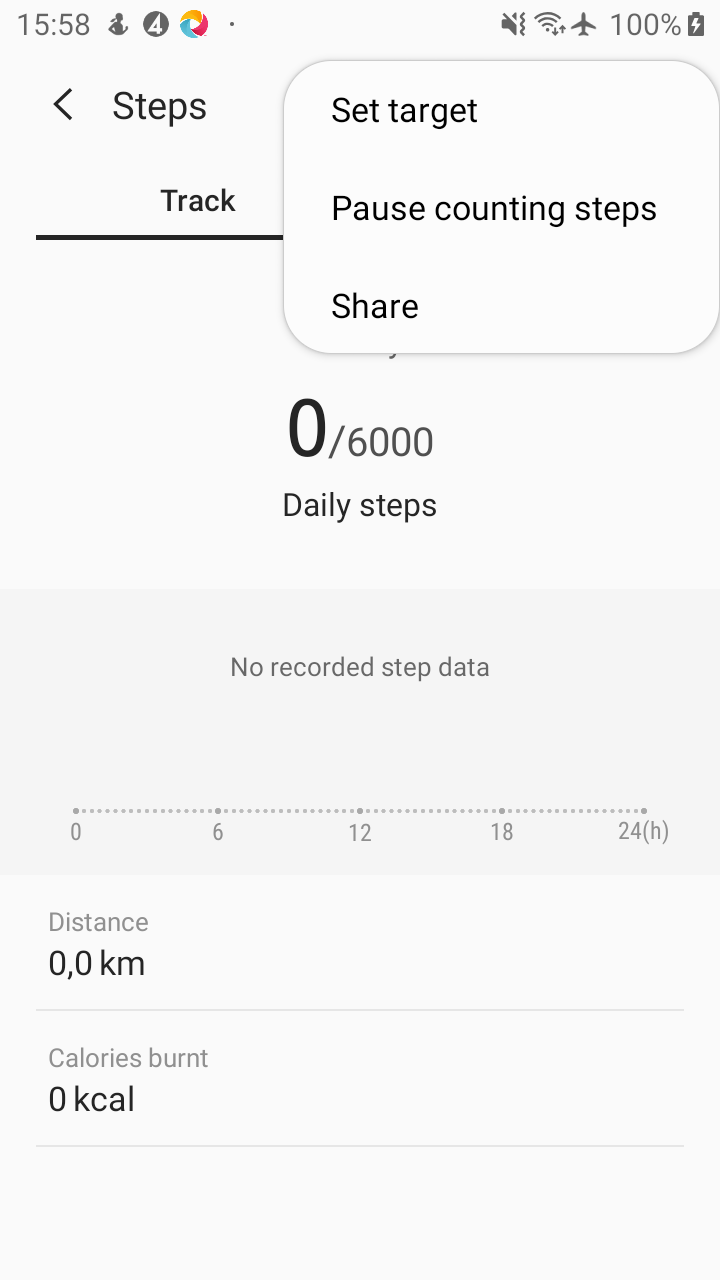 15:58
100%
Steps
Set target
Track
Pause counting steps
Share
0/6000
Daily steps
No recorded step data
0 6 12 18 24(h)
Distance
0,0 km
Calories burnt
0 kcal